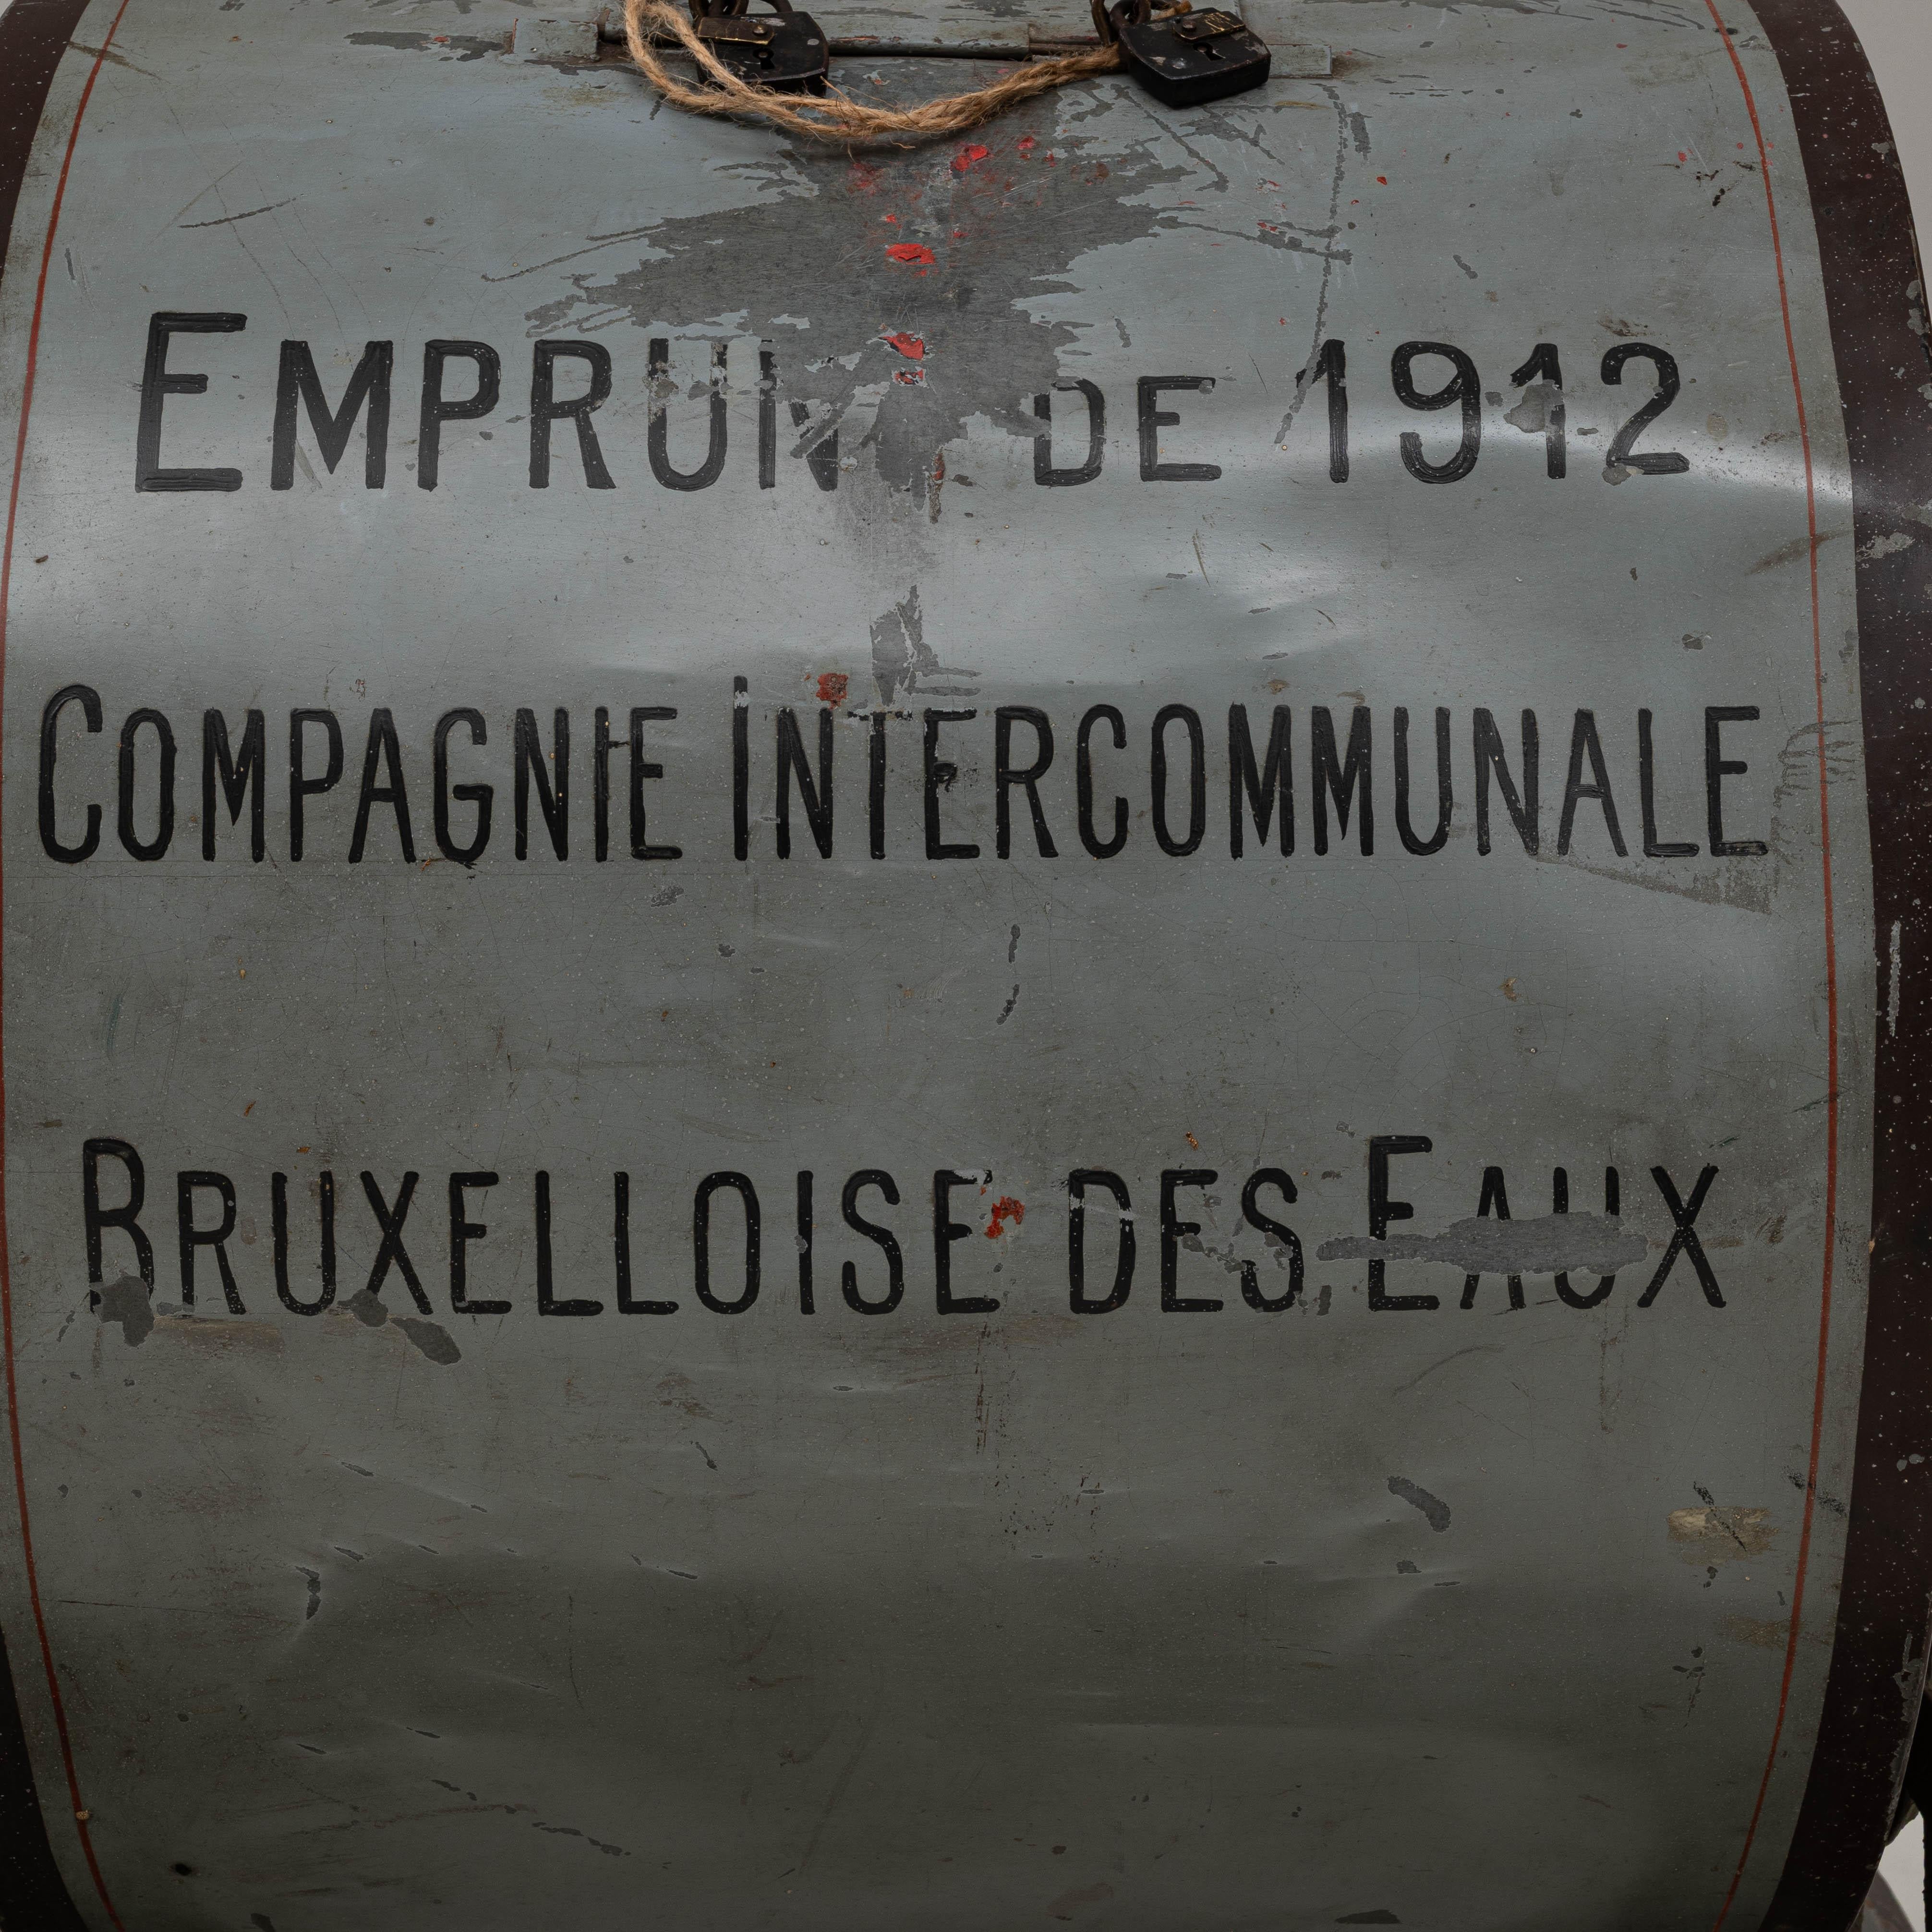 EMPRUN DE 1912
COMPAGNIE INTERCOMMUNALE
BRUXELLOISE DES EAUX